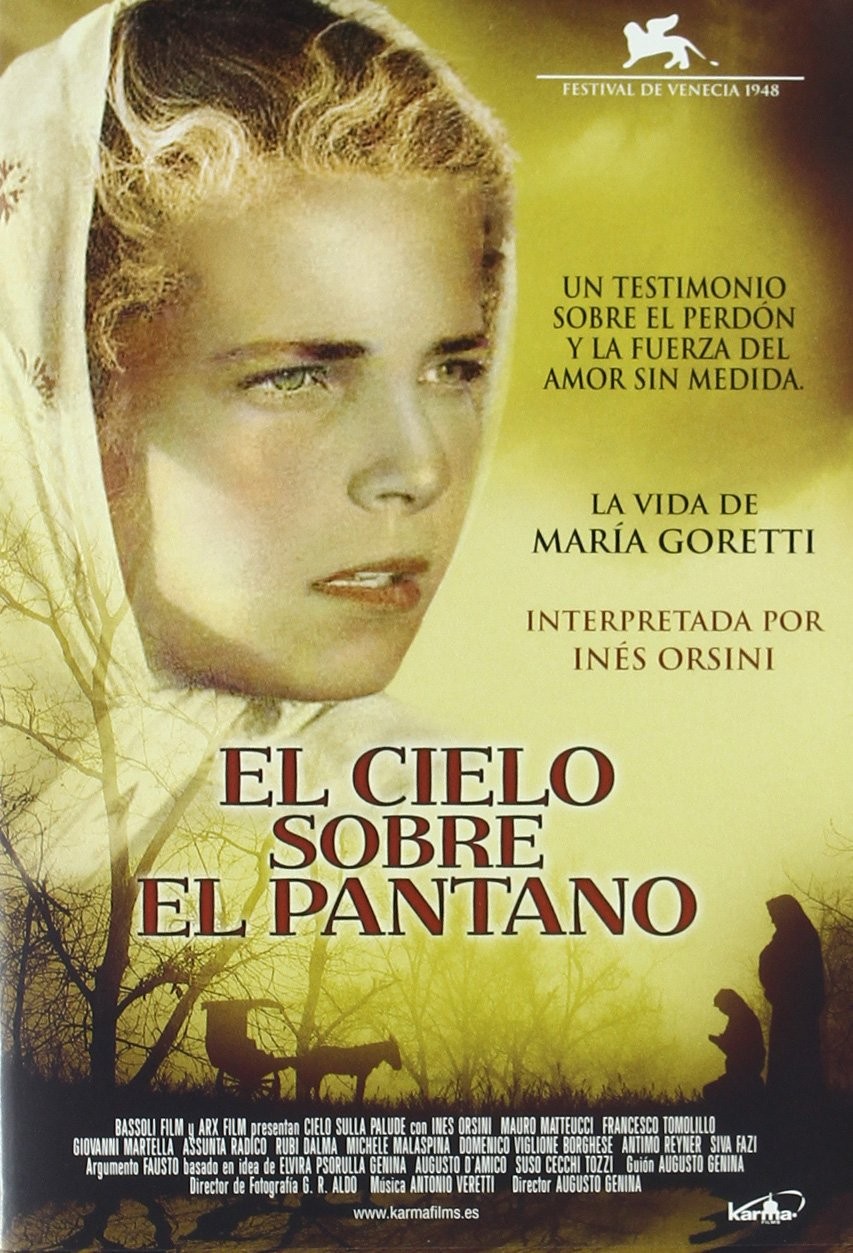 FESTIVAL DE VENECIA 1948
UN TESTIMONIO
SOBRE EL PERDÓN
Y LA FUERZA DEL
AMOR SIN MEDIDA.
LA VIDA DE
MARÍA GORETTI
INTERPRETADA POR
INÉS ORSINI
EL CIELO
SOBRE
EL PANTANO
BASSOLI FILM y ARX FILM presentan CIELO SULLA PALUDE con INES ORSINI MAURO MATTEUCCI FRANCESCO TOMOLILLO
GIOVANNI MARTELLA ASSUNTA RADICO RUBI DALMA MICHELE MALASPINA DOMENICO VIGLIONE BORGHESE ANTIMO REYNER SIVA FAZI
Argumento FAUSTO basado en idea de ELVIRA PSORULLA GENINA AUGUSTO D'AMICO SUSO CECCHI TOZZI Guión AUGUSTO GENINA
Director de Fotografía G. R. ALDO Música ANTONIO VERETTI Director AUGUSTO GENINA
www.karmafilms.es
karma
FILMS